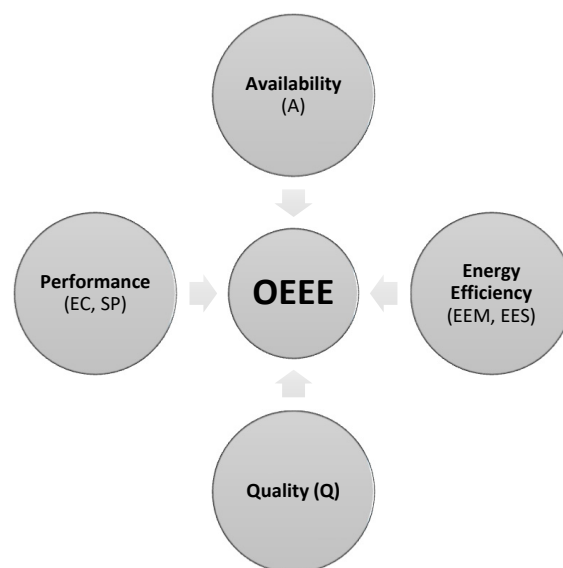 Availability
(A)
Performance
(EC, SP)
OEEE
Energy
Efficiency
(EEM, EES)
Quality (Q)